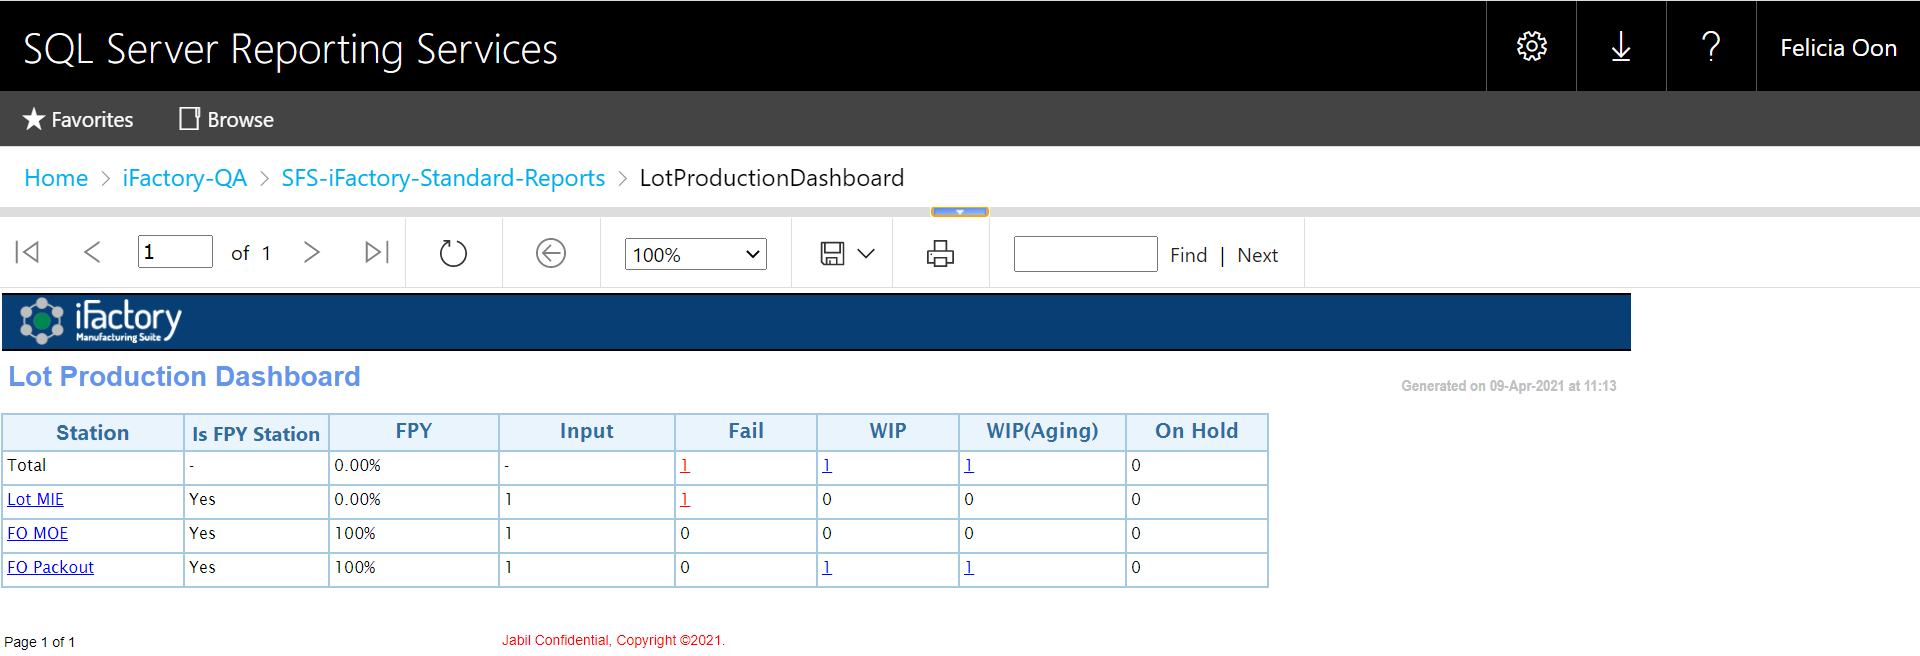 SQL Server Reporting Services
? Felicia Oon
Favorites Browse
Home > iFactory-QA > SFS-iFactory-Standard-Reports > LotProductionDashboard
1 of 1 100% Find | Next
iFactory
Manufacturing Suite
Lot Production Dashboard
Generated on 09-Apr-2021 at 11:13
Station Is FPY Station FPY Input Fail WIP WIP(Aging) On Hold
Total - 0.00% - 1 1 1 0
Lot MIE Yes 0.00% 1 1 0 0 0
FO MOE Yes 100% 1 0 0 0 0
FO Packout Yes 100% 1 0 1 1 0
Page 1 of 1
Jabil Confidential, Copyright ©2021.